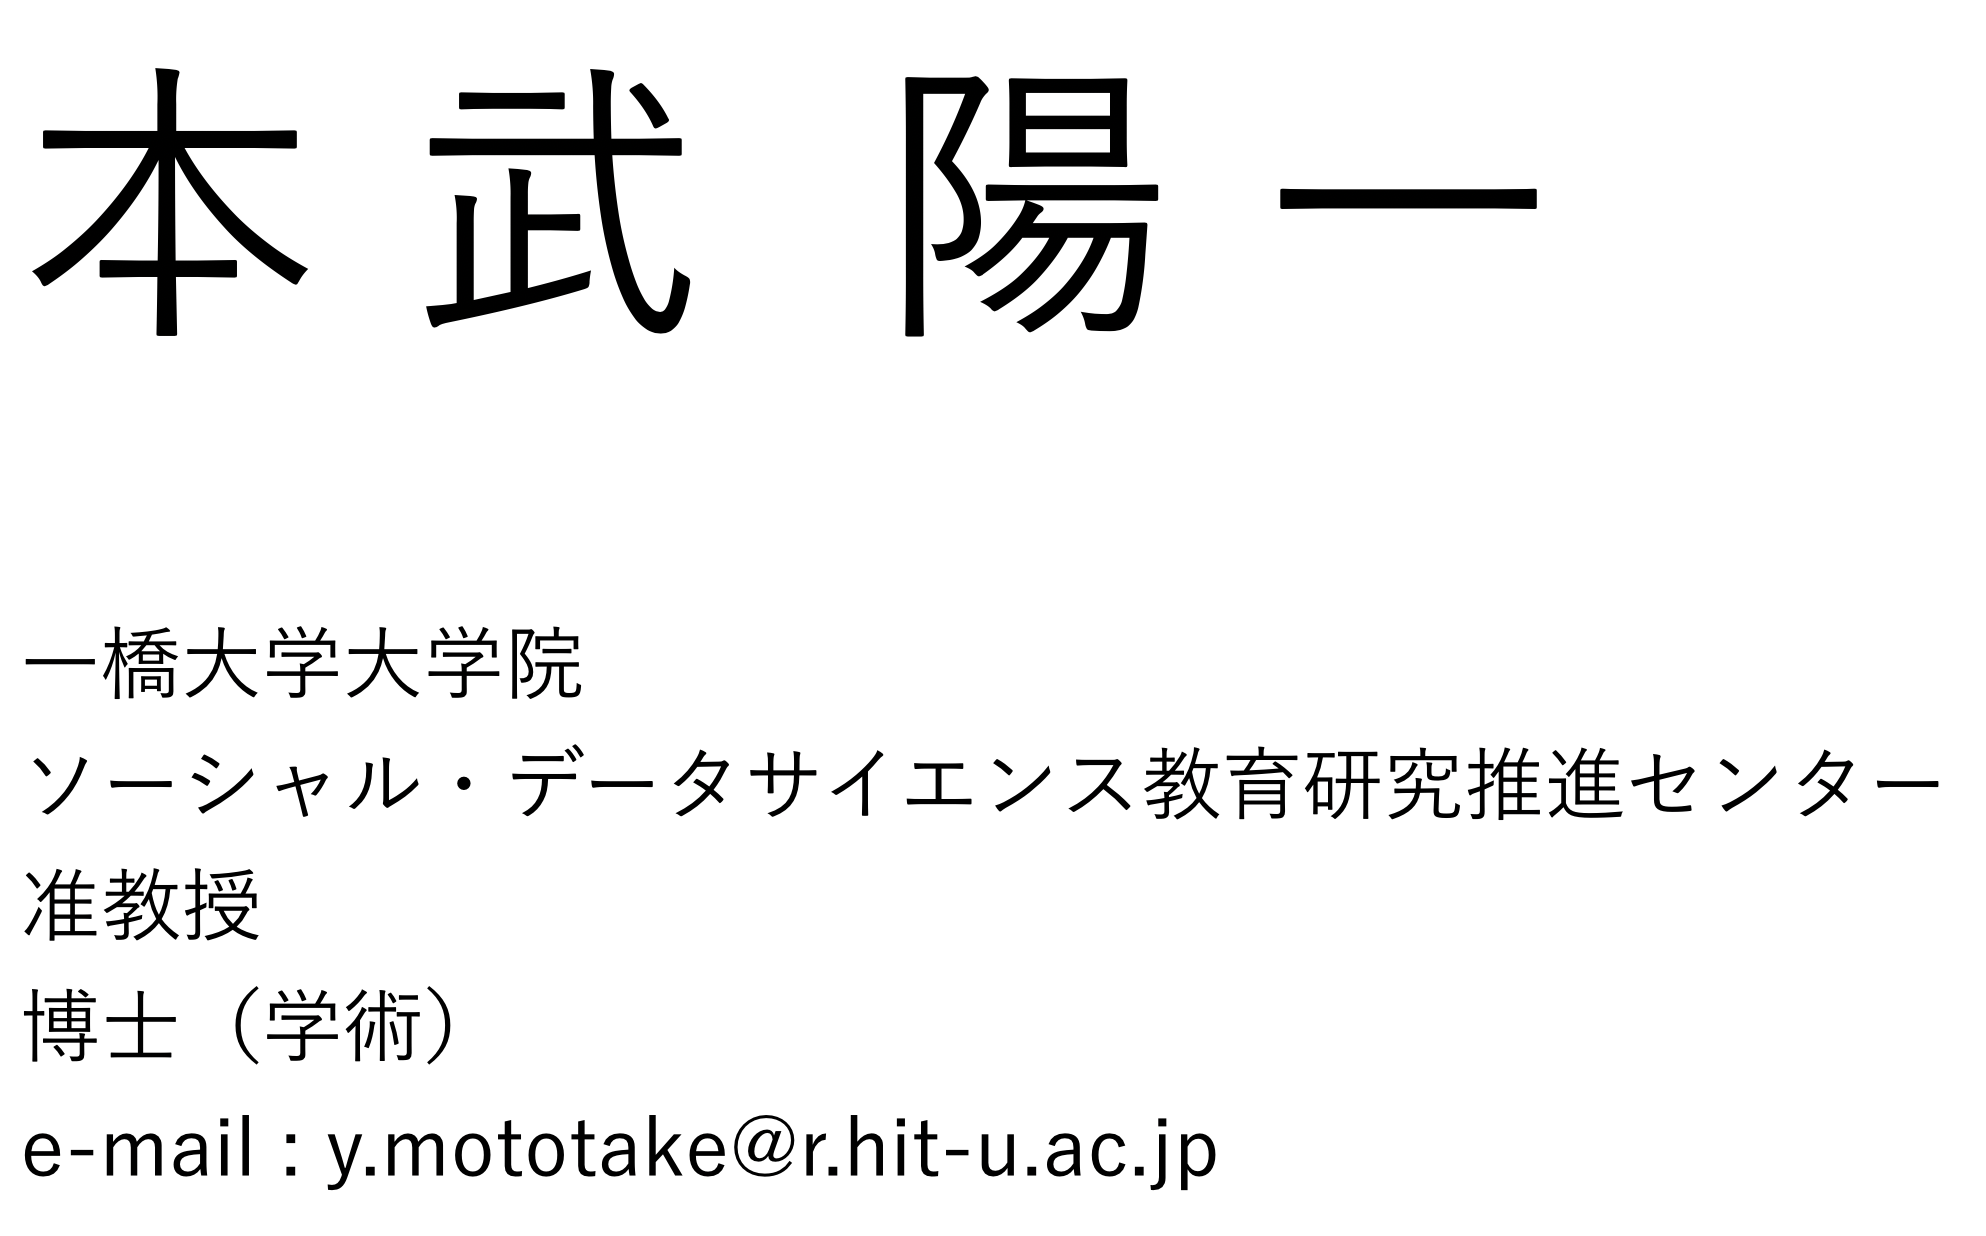 本武 陽一
一橋大学大学院
ソーシャル・データサイエンス教育研究推進センター
准教授
博士（学術）
e-mail : y.mototake@r.hit-u.ac.jp